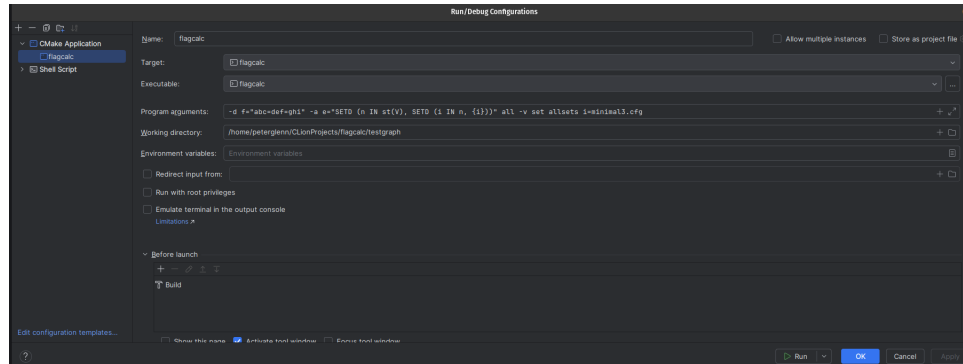 Run/Debug Configurations
CMake Application
flagcalc
Shell Script
Name: flagcalc
Allow multiple instances
Store as project file
Target: flagcalc
Executable: flagcalc
Program arguments: -d f="abc=def=ghi" -a e="SETD (n IN st(V), SETD (i IN n, {i}))" all -v set allsets i=minimal3.cfg
Working directory: /home/peterglenn/CLionProjects/flagcalc/testgraph
Environment variables: Environment variables
Redirect input from:
Run with root privileges
Emulate terminal in the output console
Limitations ↗
Before launch
Build
Edit configuration templates...
Show this page Activate tool window Focus tool window
? Run OK Cancel Apply